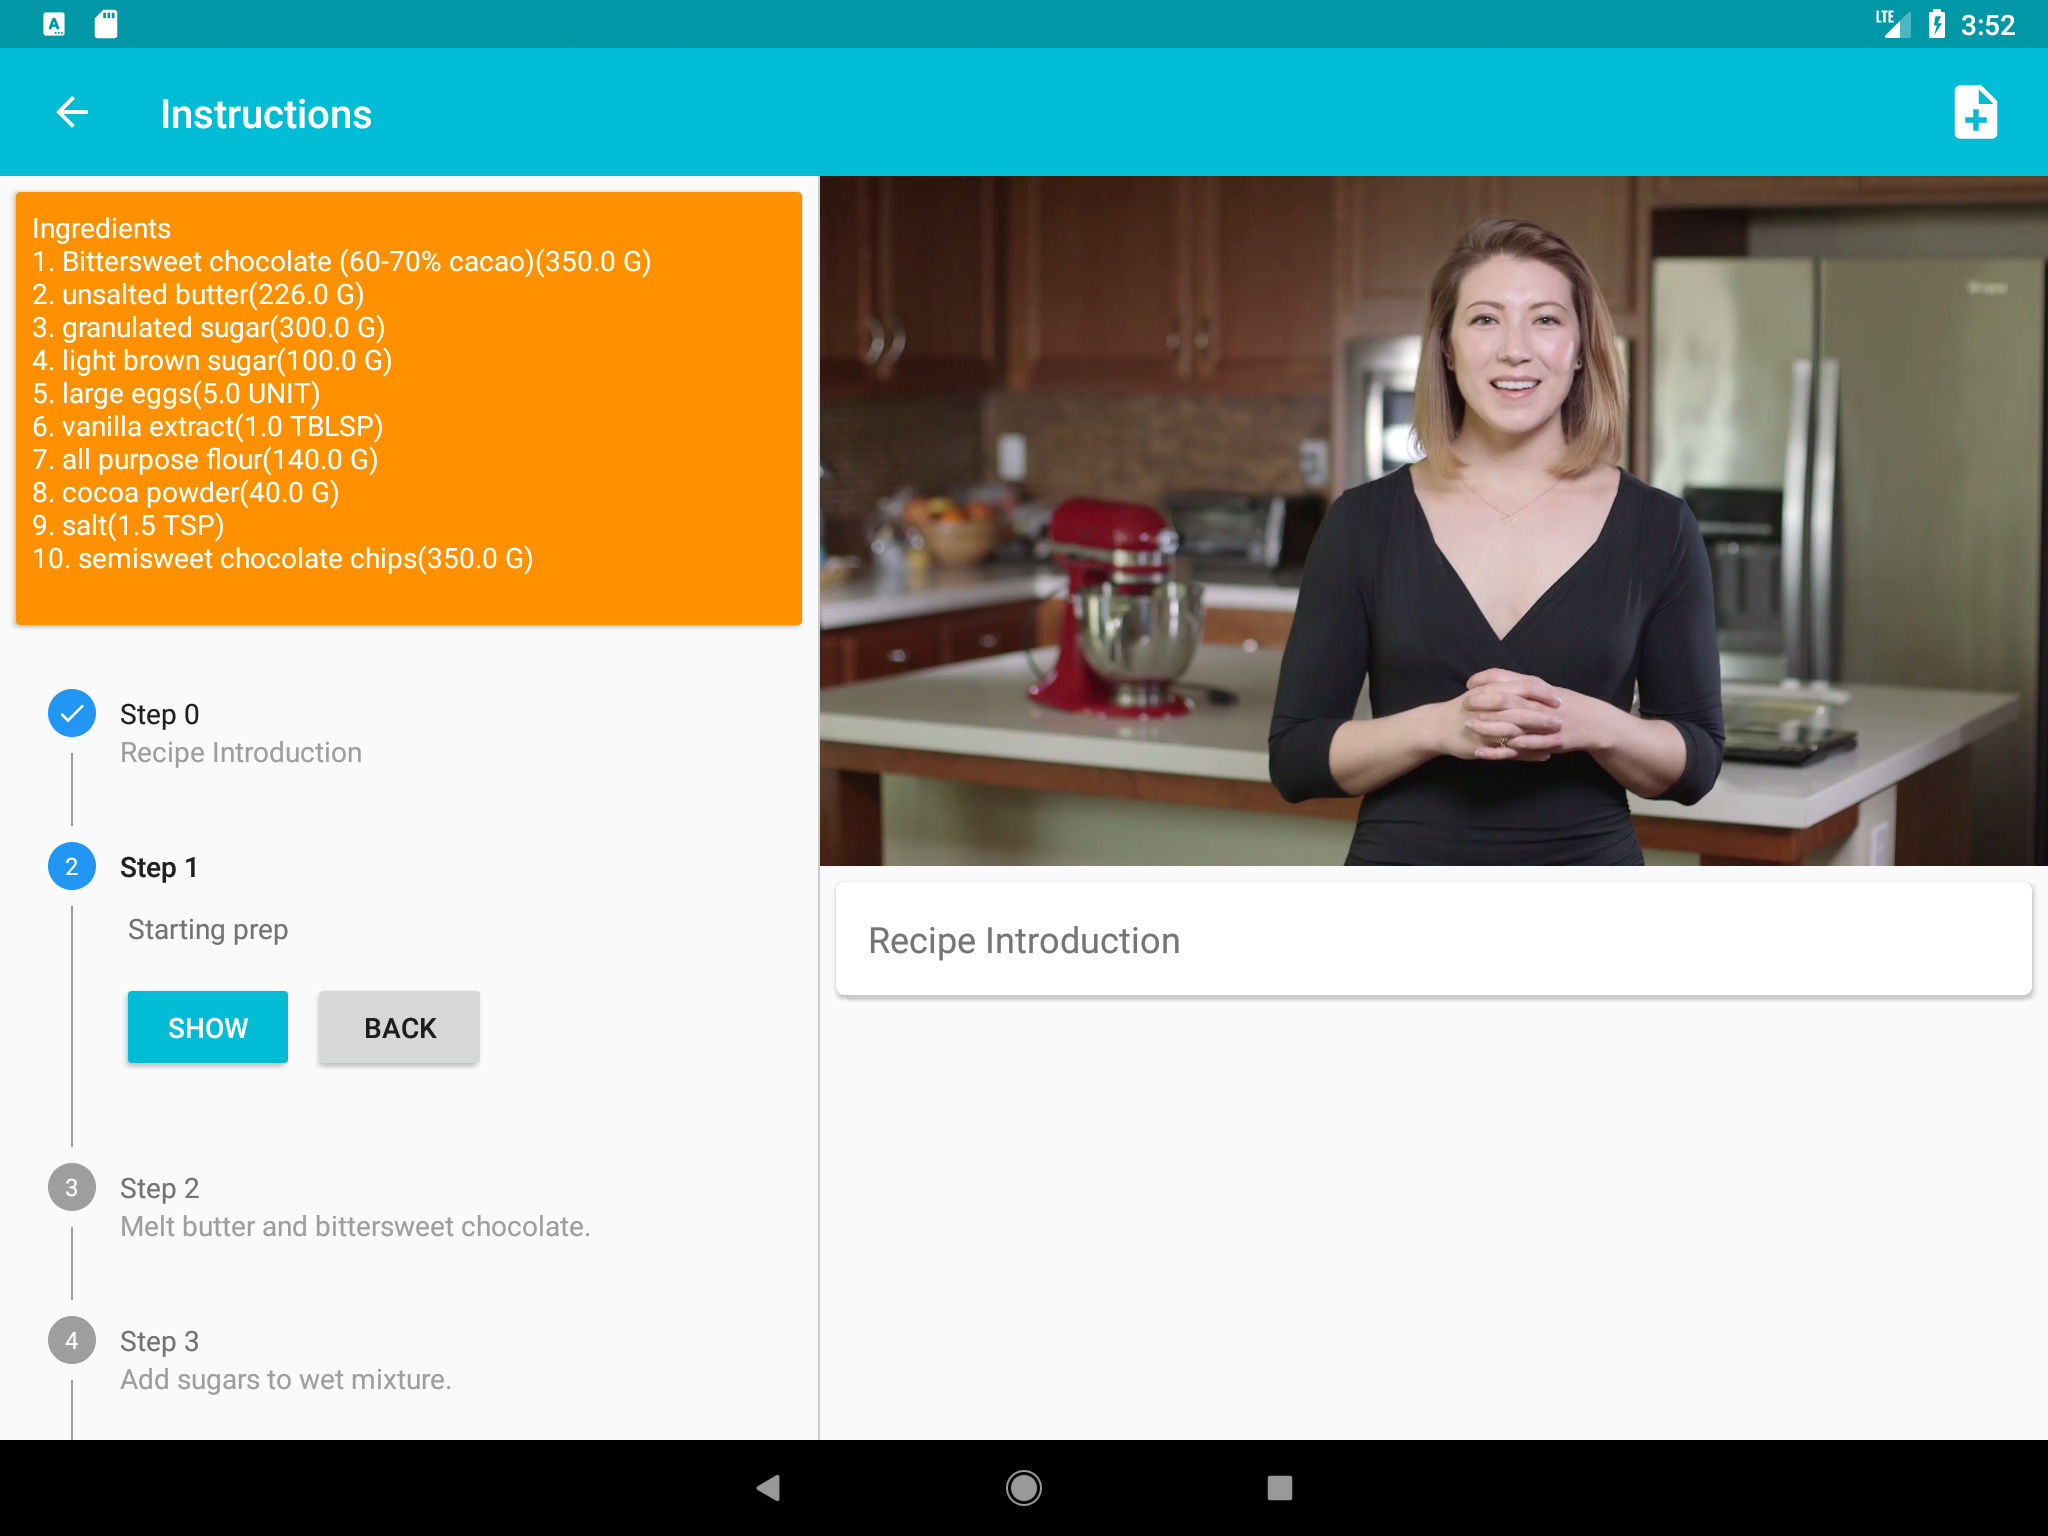 LTE 3:52
Instructions
Ingredients
1. Bittersweet chocolate (60-70% cacao)(350.0 G)
2. unsalted butter(226.0 G)
3. granulated sugar(300.0 G)
4. light brown sugar(100.0 G)
5. large eggs(5.0 UNIT)
6. vanilla extract(1.0 TBLSP)
7. all purpose flour(140.0 G)
8. cocoa powder(40.0 G)
9. salt(1.5 TSP)
10. semisweet chocolate chips(350.0 G)
Step 0
Recipe Introduction
2 Step 1
Starting prep
SHOW BACK
3 Step 2
Melt butter and bittersweet chocolate.
4 Step 3
Add sugars to wet mixture.
Recipe Introduction